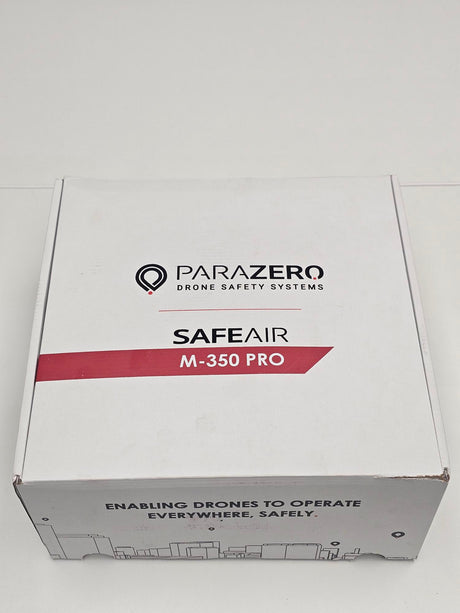 PARAZERO
DRONE SAFETY SYSTEMS
SAFEAIR
M-350 PRO
ENABLING DRONES TO OPERATE
EVERYWHERE, SAFELY.